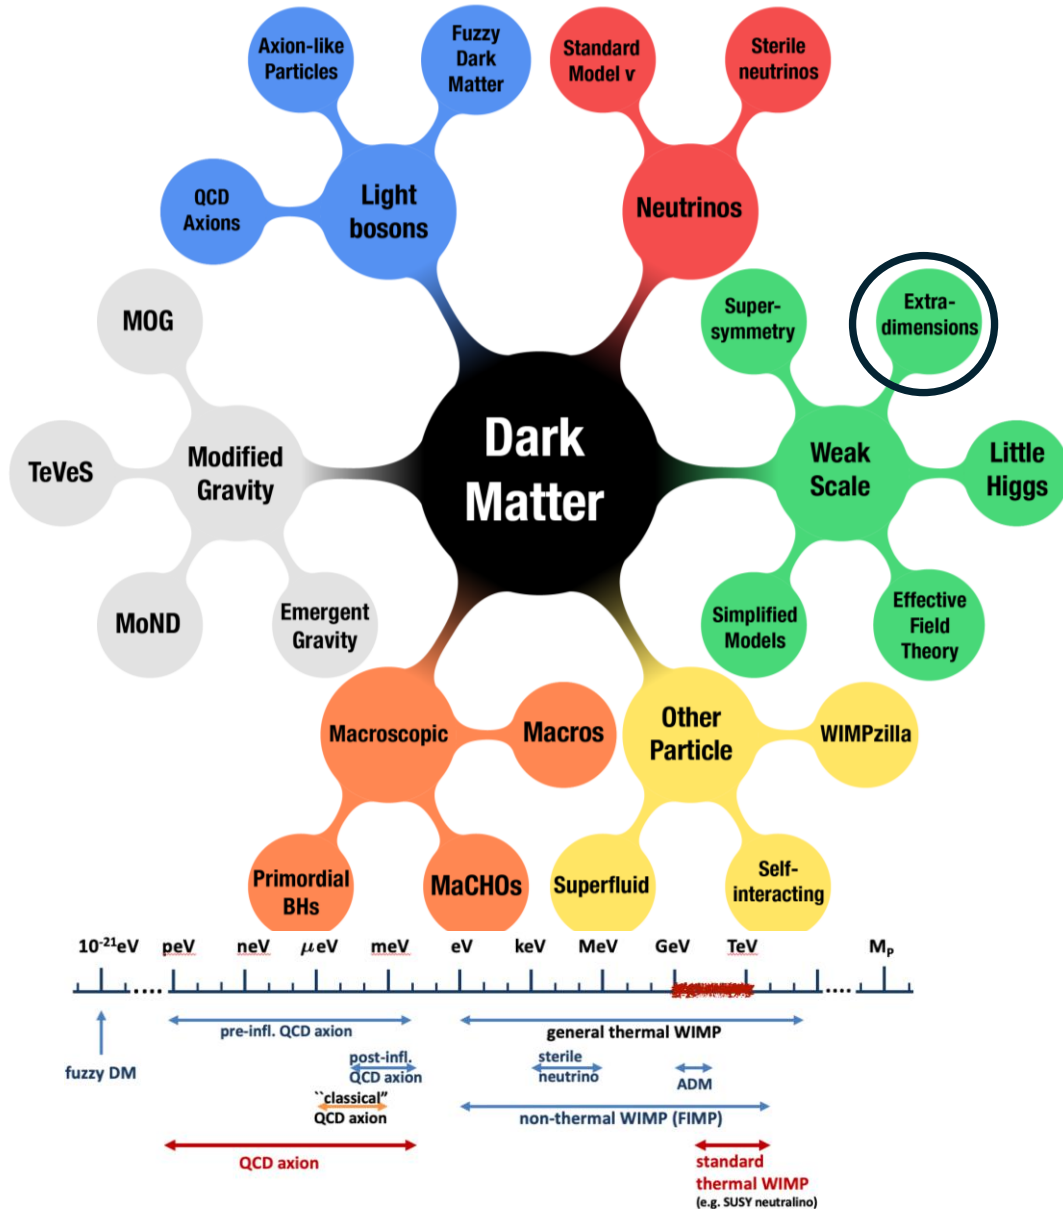 Axion-like
Particles
Fuzzy
Dark
Matter
Standard
Model ν
Sterile
neutrinos
QCD
Axions
Light
bosons
Neutrinos
MOG
Super-
symmetry
Extra-
dimensions
TeVeS
Modified
Gravity
Dark
Matter
Weak
Scale
Little
Higgs
MoND
Emergent
Gravity
Simplified
Models
Effective
Field
Theory
Macroscopic
Macros
Other
Particle
WIMPzilla
Primordial
BHs
MaCHOs
Superfluid
Self-
interacting
10⁻²¹eV peV neV μeV meV eV keV MeV GeV TeV Mₚ
pre-infl. QCD axion
general thermal WIMP
fuzzy DM
post-infl.
QCD axion
sterile
neutrino
ADM
``classical”
QCD axion
non-thermal WIMP (FIMP)
QCD axion
standard
thermal WIMP
(e.g. SUSY neutralino)